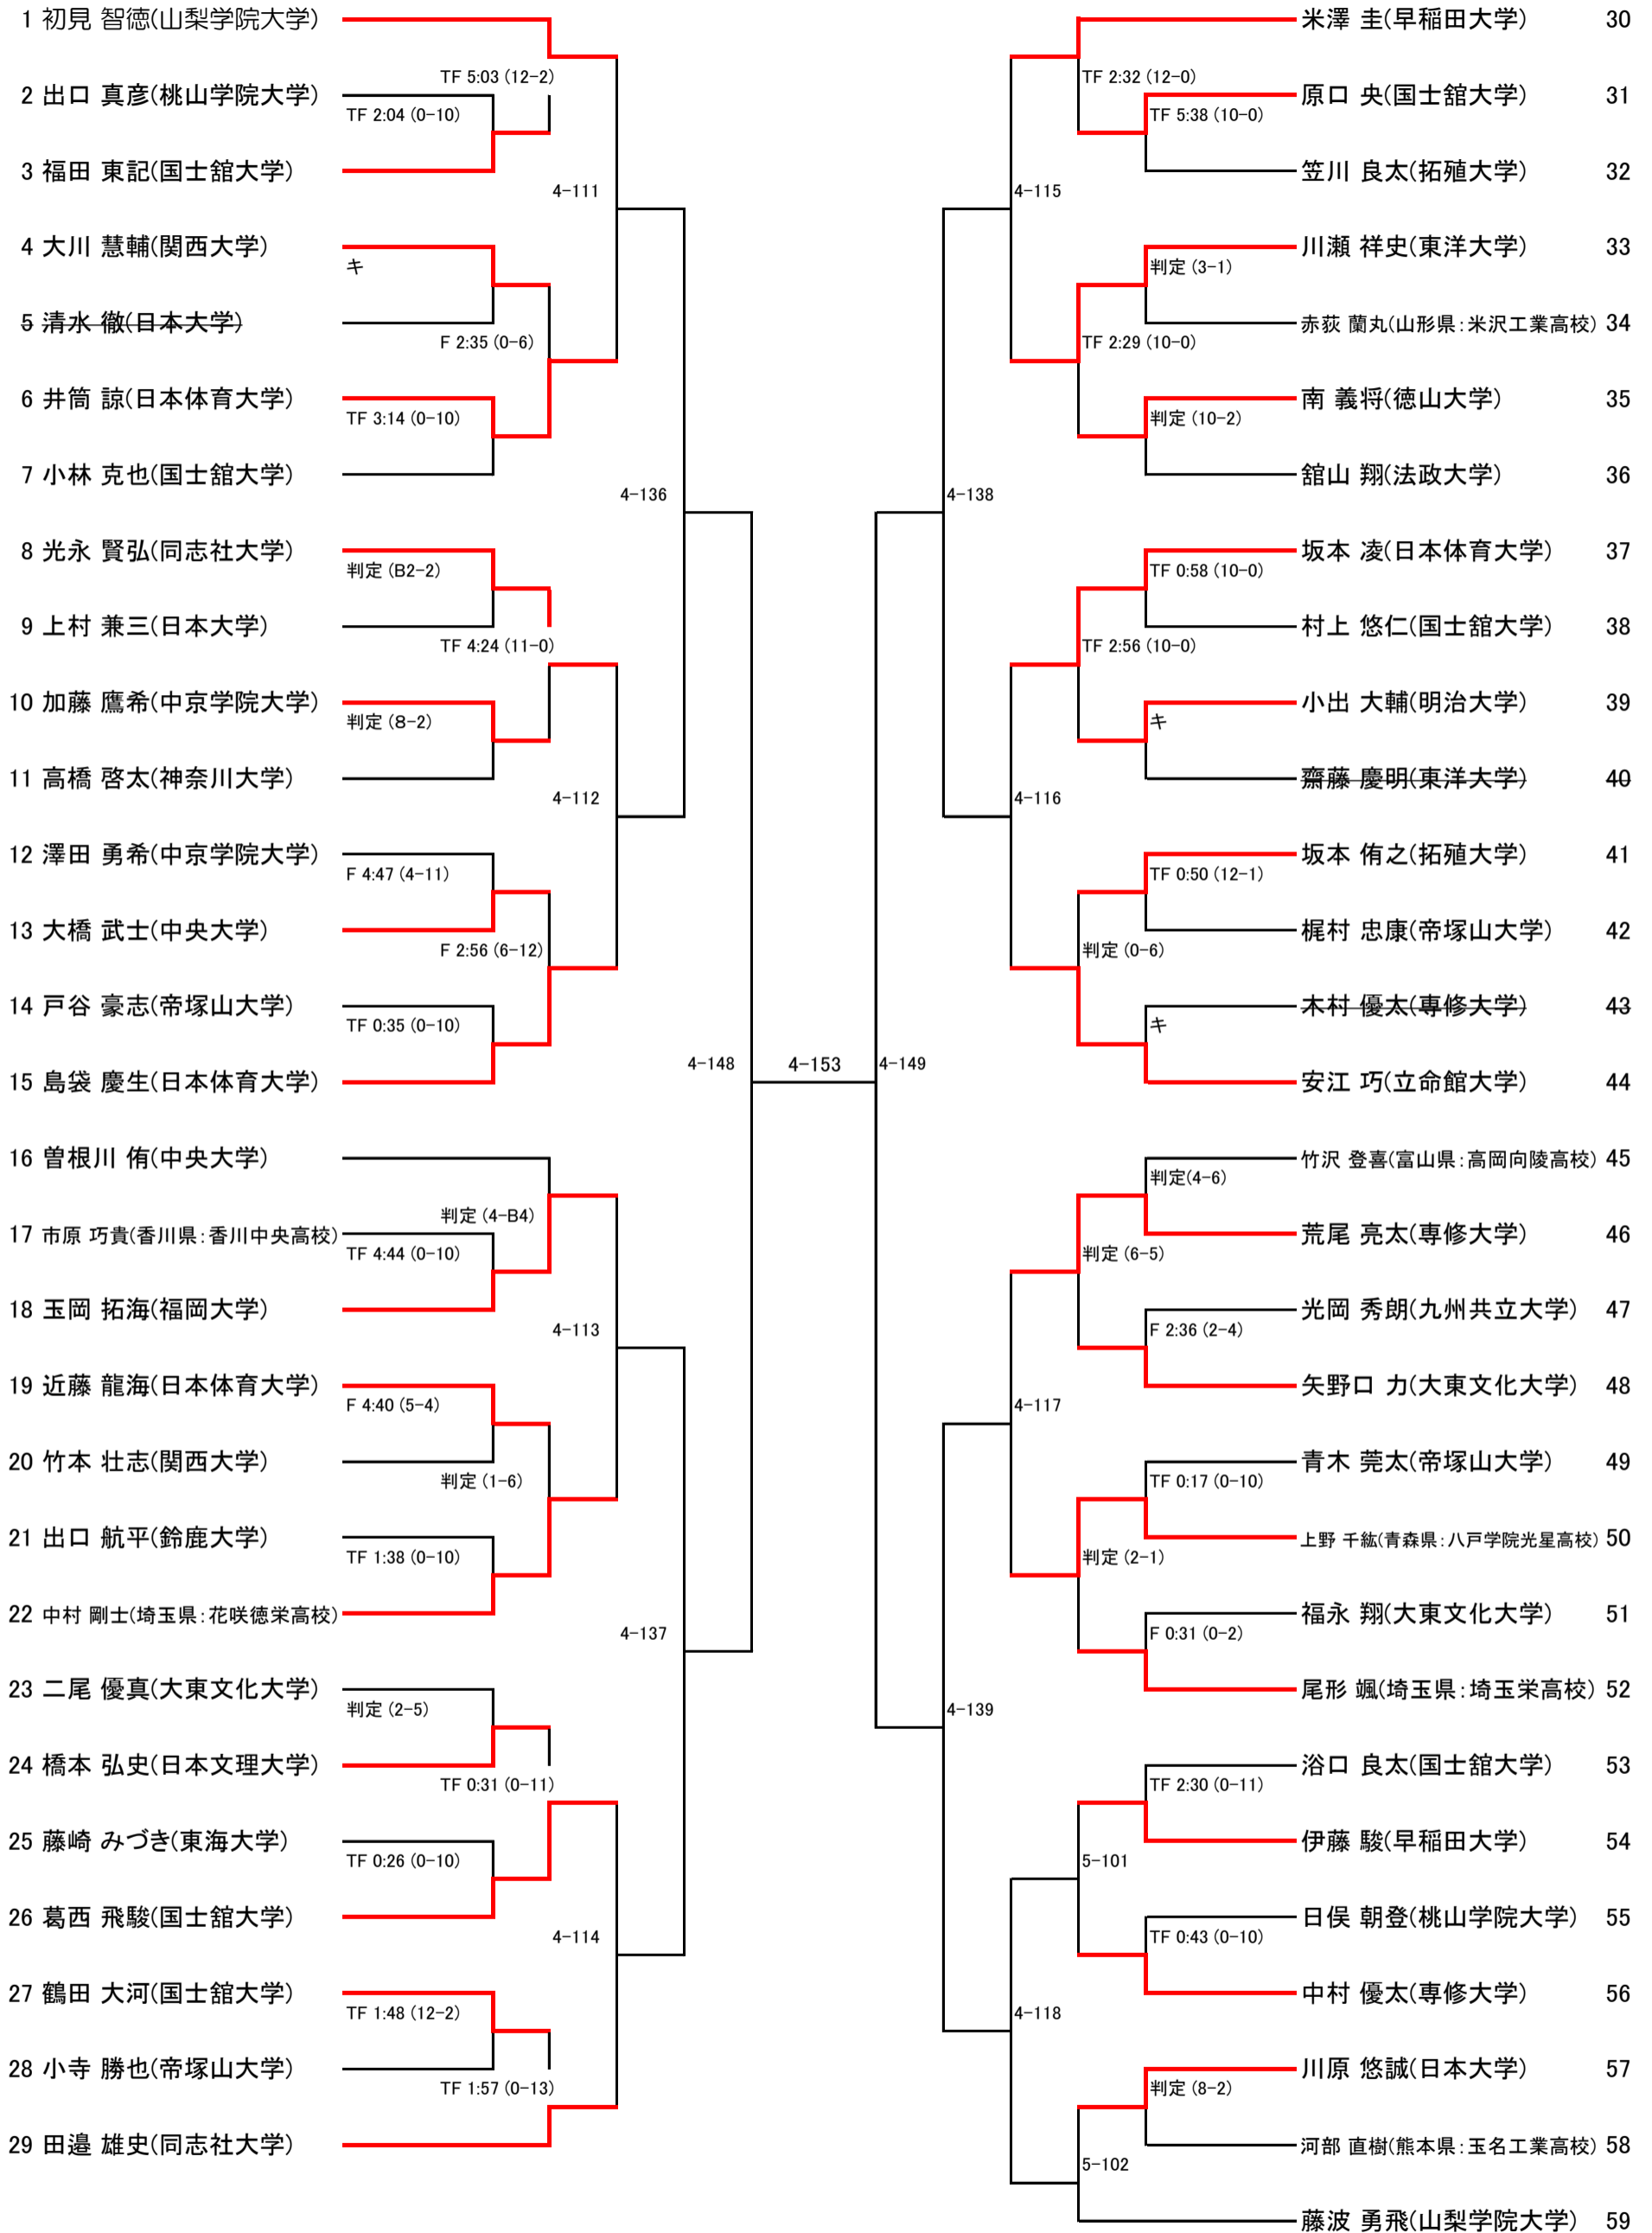 1 初見 智徳(山梨学院大学)
TF 5:03 (12-2)
2 出口 真彦(桃山学院大学)
TF 2:04 (0-10)
3 福田 東記(国士舘大学)
4-111
4 大川 慧輔(関西大学)
キ
5 清水 徹(日本大学)
F 2:35 (0-6)
6 井筒 諒(日本体育大学)
TF 3:14 (0-10)
7 小林 克也(国士舘大学)
4-136
8 光永 賢弘(同志社大学)
判定 (B2-2)
9 上村 兼三(日本大学)
TF 4:24 (11-0)
10 加藤 鷹希(中京学院大学)
判定 (8-2)
11 高橋 啓太(神奈川大学)
4-112
12 澤田 勇希(中京学院大学)
F 4:47 (4-11)
13 大橋 武士(中央大学)
F 2:56 (6-12)
14 戸谷 豪志(帝塚山大学)
TF 0:35 (0-10)
15 島袋 慶生(日本体育大学)
4-148
4-153
16 曽根川 侑(中央大学)
判定 (4-B4)
17 市原 巧貴(香川県:香川中央高校)
TF 4:44 (0-10)
18 玉岡 拓海(福岡大学)
4-113
19 近藤 龍海(日本体育大学)
F 4:40 (5-4)
20 竹本 壮志(関西大学)
判定 (1-6)
21 出口 航平(鈴鹿大学)
TF 1:38 (0-10)
22 中村 剛士(埼玉県:花咲徳栄高校)
4-137
23 二尾 優真(大東文化大学)
判定 (2-5)
24 橋本 弘史(日本文理大学)
TF 0:31 (0-11)
25 藤崎 みづき(東海大学)
TF 0:26 (0-10)
26 葛西 飛駿(国士舘大学)
4-114
27 鶴田 大河(国士舘大学)
TF 1:48 (12-2)
28 小寺 勝也(帝塚山大学)
TF 1:57 (0-13)
29 田邉 雄史(同志社大学)
米澤 圭(早稲田大学) 30
TF 2:32 (12-0)
原口 央(国士舘大学) 31
TF 5:38 (10-0)
笠川 良太(拓殖大学) 32
4-115
川瀬 祥史(東洋大学) 33
判定 (3-1)
赤荻 蘭丸(山形県:米沢工業高校) 34
TF 2:29 (10-0)
南 義将(徳山大学) 35
判定 (10-2)
舘山 翔(法政大学) 36
4-138
坂本 凌(日本体育大学) 37
TF 0:58 (10-0)
村上 悠仁(国士舘大学) 38
TF 2:56 (10-0)
小出 大輔(明治大学) 39
キ
齋藤 慶明(東洋大学) 40
4-116
坂本 侑之(拓殖大学) 41
TF 0:50 (12-1)
梶村 忠康(帝塚山大学) 42
判定 (0-6)
木村 優太(専修大学) 43
キ
安江 巧(立命館大学) 44
4-149
竹沢 登喜(富山県:高岡向陵高校) 45
判定(4-6)
荒尾 亮太(専修大学) 46
判定 (6-5)
光岡 秀朗(九州共立大学) 47
F 2:36 (2-4)
矢野口 力(大東文化大学) 48
4-117
青木 莞太(帝塚山大学) 49
TF 0:17 (0-10)
上野 千紘(青森県:八戸学院光星高校) 50
判定 (2-1)
福永 翔(大東文化大学) 51
F 0:31 (0-2)
尾形 颯(埼玉県:埼玉栄高校) 52
4-139
浴口 良太(国士舘大学) 53
TF 2:30 (0-11)
伊藤 駿(早稲田大学) 54
5-101
日俣 朝登(桃山学院大学) 55
TF 0:43 (0-10)
中村 優太(専修大学) 56
4-118
川原 悠誠(日本大学) 57
判定 (8-2)
河部 直樹(熊本県:玉名工業高校) 58
5-102
藤波 勇飛(山梨学院大学) 59